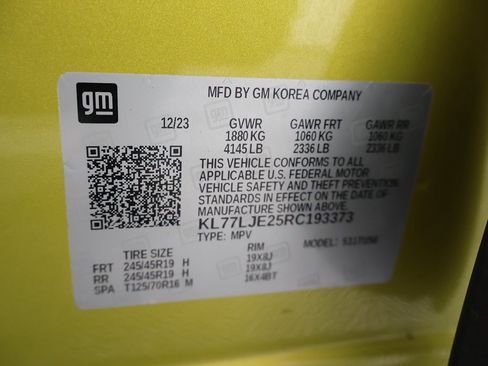 gm
MFD BY GM KOREA COMPANY
12/23 GVWR GAWR FRT GAWR RR
1880 KG 1060 KG 1060 KG
4145 LB 2336 LB 2336 LB
THIS VEHICLE CONFORMS TO ALL
APPLICABLE U.S. FEDERAL MOTOR
VEHICLE SAFETY AND THEFT PREVENTION
STANDARDS IN EFFECT ON THE DATE OF
MANUFACTURE SHOWN ABOVE.
KL77LJE25RC193373
TYPE: MPV MODEL:
TIRE SIZE RIM
FRT 245/45R19 H 19X8J
RR 245/45R19 H 19X8J
SPA T125/70R16 M 16X4BT